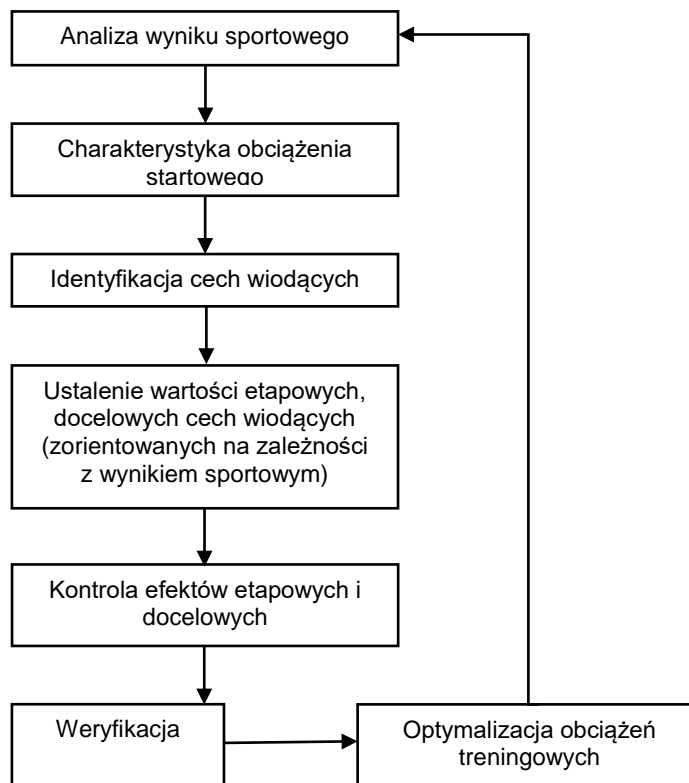 Analiza wyniku sportowego
Charakterystyka obciążenia
startowego
Identyfikacja cech wiodących
Ustalenie wartości etapowych,
docelowych cech wiodących
(zorientowanych na zależności
z wynikiem sportowym)
Kontrola efektów etapowych i
docelowych
Weryfikacja
Optymalizacja obciążeń
treningowych